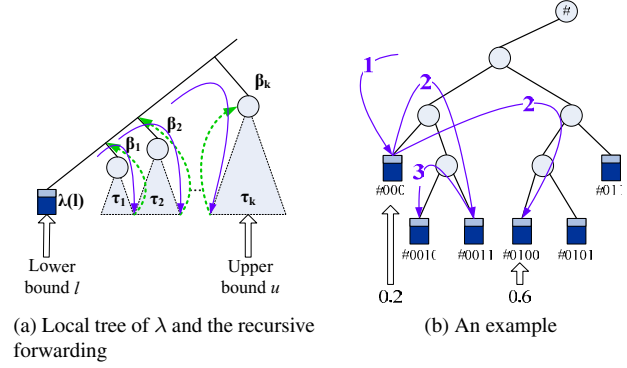 #
1
2
2
3
βk
β2
β1
λ(l)
τ1
τ2
τk
#000
#0010
#0011
#0100
#0101
Lower
bound l
Upper
bound u
0.2
0.6
(a) Local tree of λ and the recursive
forwarding
(b) An example